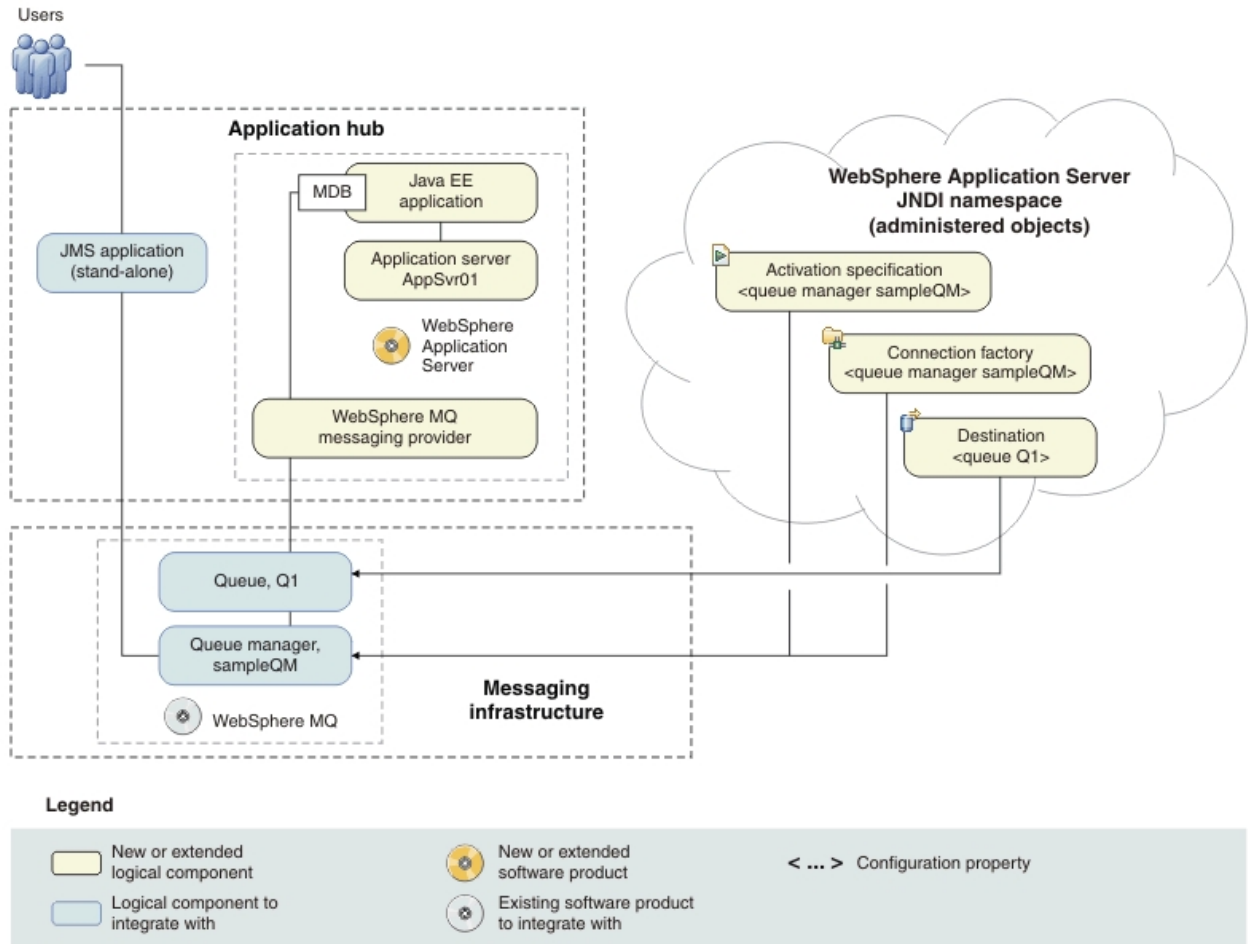 Users
Application hub
MDB
Java EE
application
JMS application
(stand-alone)
Application server
AppSvr01
WebSphere
Application
Server
WebSphere MQ
messaging provider
WebSphere Application Server
JNDI namespace
(administered objects)
Activation specification
<queue manager sampleQM>
Connection factory
<queue manager sampleQM>
Destination
<queue Q1>
Queue, Q1
Queue manager,
sampleQM
WebSphere MQ
Messaging
infrastructure
Legend
New or extended
logical component
Logical component to
integrate with
New or extended
software product
Existing software product
to integrate with
< ... > Configuration property